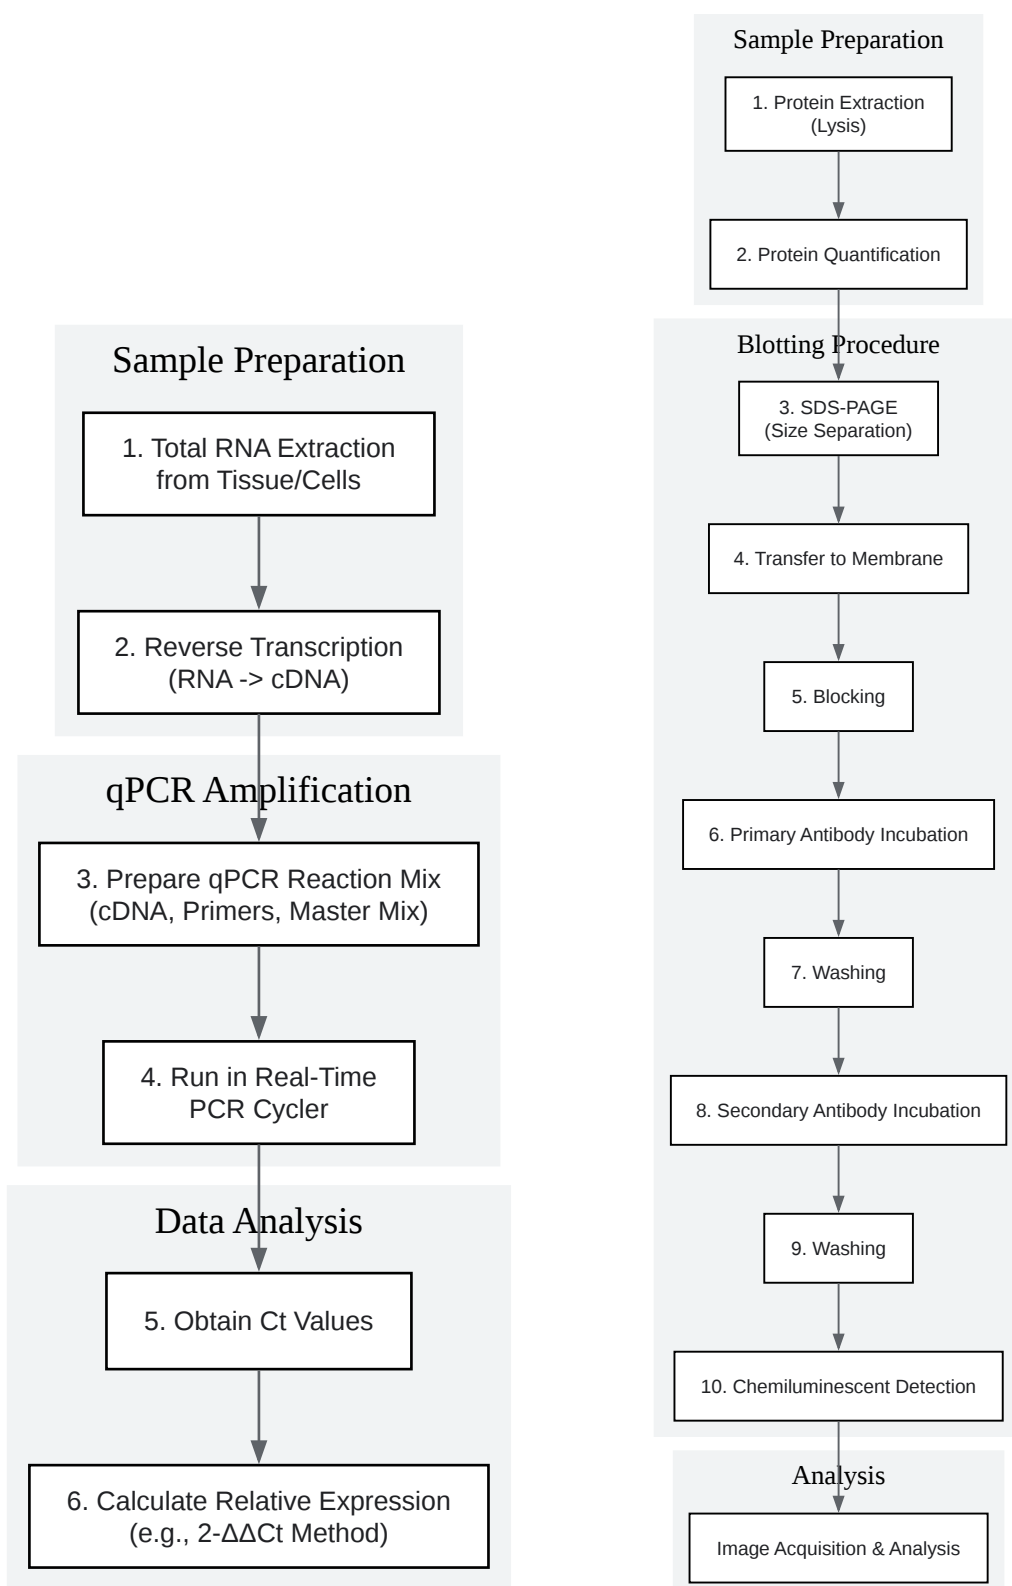 Sample Preparation
1. Total RNA Extraction
from Tissue/Cells
2. Reverse Transcription
(RNA -> cDNA)
qPCR Amplification
3. Prepare qPCR Reaction Mix
(cDNA, Primers, Master Mix)
4. Run in Real-Time
PCR Cycler
Data Analysis
5. Obtain Ct Values
6. Calculate Relative Expression
(e.g., 2-ΔΔCt Method)
Sample Preparation
1. Protein Extraction
(Lysis)
2. Protein Quantification
Blotting Procedure
3. SDS-PAGE
(Size Separation)
4. Transfer to Membrane
5. Blocking
6. Primary Antibody Incubation
7. Washing
8. Secondary Antibody Incubation
9. Washing
10. Chemiluminescent Detection
Analysis
Image Acquisition & Analysis